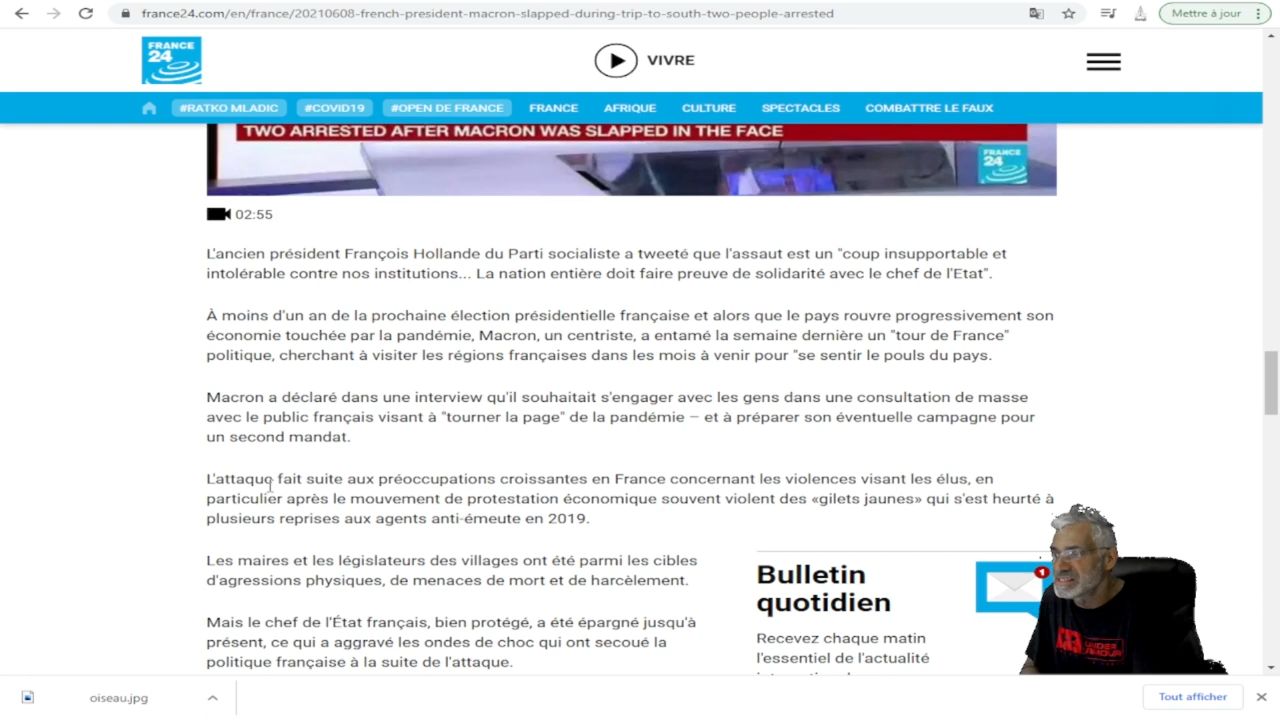 france24.com/en/france/20210608-french-president-macron-slapped-during-trip-to-south-two-people-arrested
Mettre à jour
FRANCE
24
VIVRE
#RATKO MLADIC #COVID19 #OPEN DE FRANCE FRANCE AFRIQUE CULTURE SPECTACLES COMBATTRE LE FAUX
TWO ARRESTED AFTER MACRON WAS SLAPPED IN THE FACE
FRANCE
24
02:55
L'ancien président François Hollande du Parti socialiste a tweeté que l'assaut est un "coup insupportable et
intolérable contre nos institutions... La nation entière doit faire preuve de solidarité avec le chef de l'Etat".
À moins d'un an de la prochaine élection présidentielle française et alors que le pays rouvre progressivement son
économie touchée par la pandémie, Macron, un centriste, a entamé la semaine dernière un "tour de France"
politique, cherchant à visiter les régions françaises dans les mois à venir pour "se sentir le pouls du pays.
Macron a déclaré dans une interview qu'il souhaitait s'engager avec les gens dans une consultation de masse
avec le public français visant à "tourner la page" de la pandémie – et à préparer son éventuelle campagne pour
un second mandat.
L'attaque fait suite aux préoccupations croissantes en France concernant les violences visant les élus, en
particulier après le mouvement de protestation économique souvent violent des «gilets jaunes» qui s'est heurté à
plusieurs reprises aux agents anti-émeute en 2019.
Les maires et les législateurs des villages ont été parmi les cibles
d'agressions physiques, de menaces de mort et de harcèlement.
Mais le chef de l'État français, bien protégé, a été épargné jusqu'à
présent, ce qui a aggravé les ondes de choc qui ont secoué la
politique française à la suite de l'attaque.
Bulletin
quotidien
1
Recevez chaque matin
l'essentiel de l'actualité
UNDER
ARMOUR
oiseau.jpg
Tout afficher